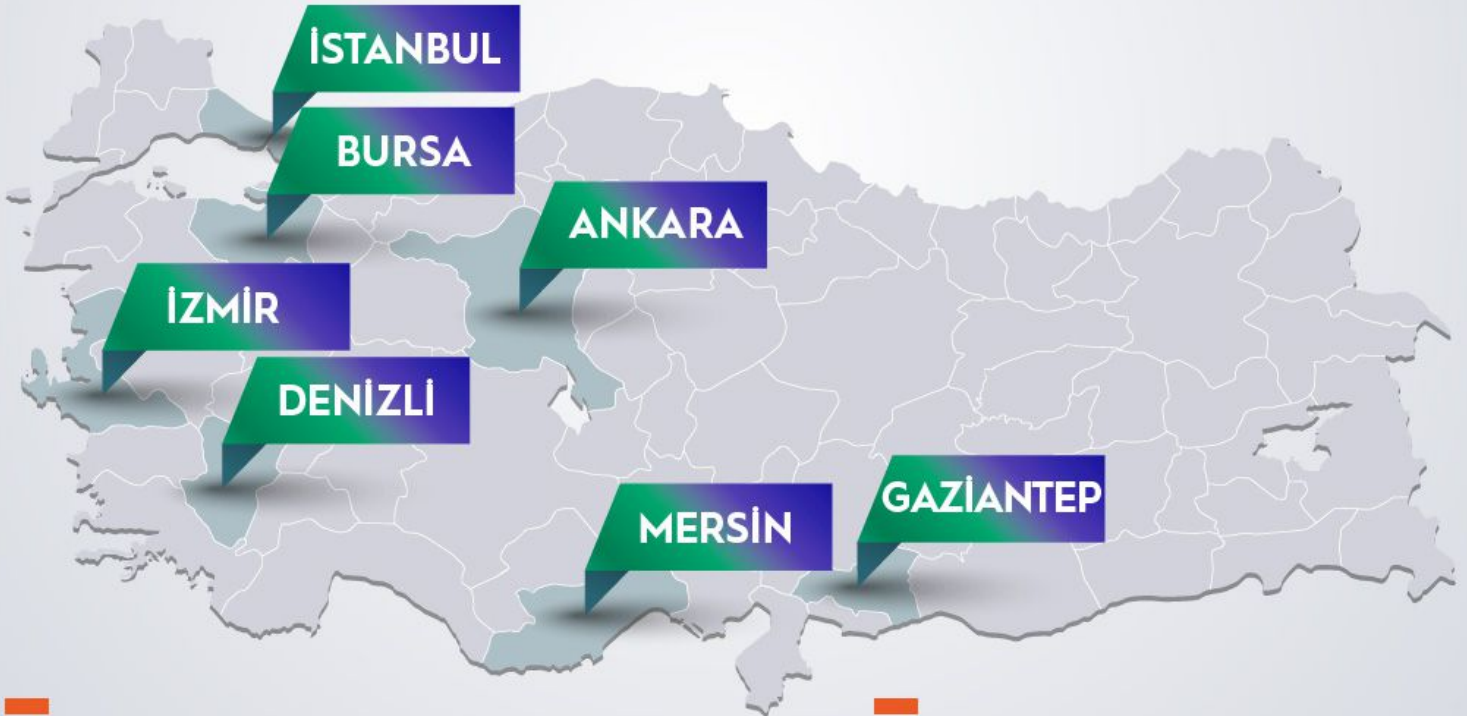 İSTANBUL
BURSA
ANKARA
İZMİR
DENİZLİ
MERSİN
GAZİANTEP